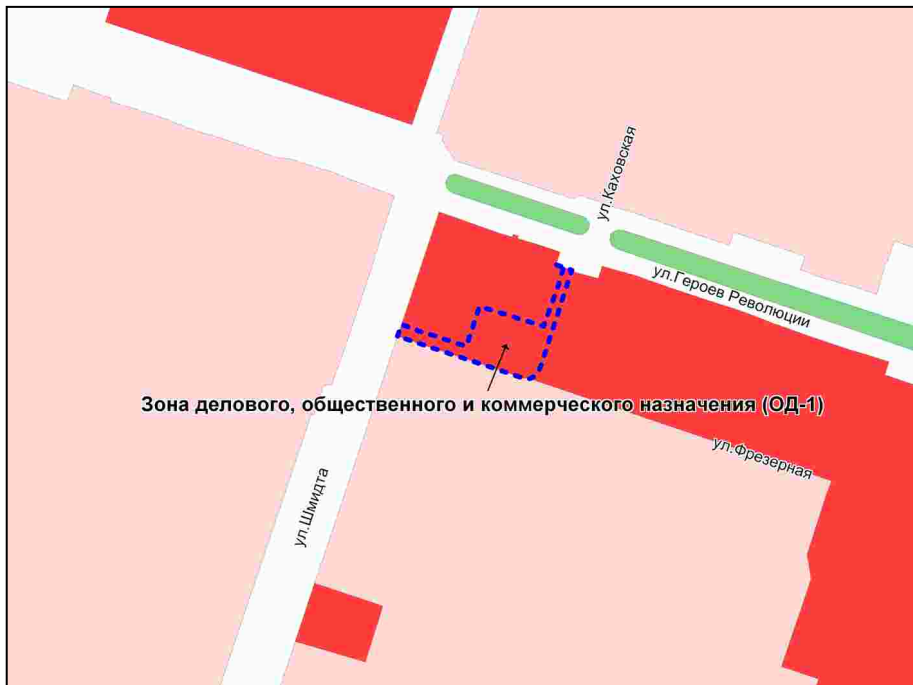 ул.Каховская
ул.Героев Революции
Зона делового, общественного и коммерческого назначения (ОД-1)
ул.Фрезерная
ул.Шмидта